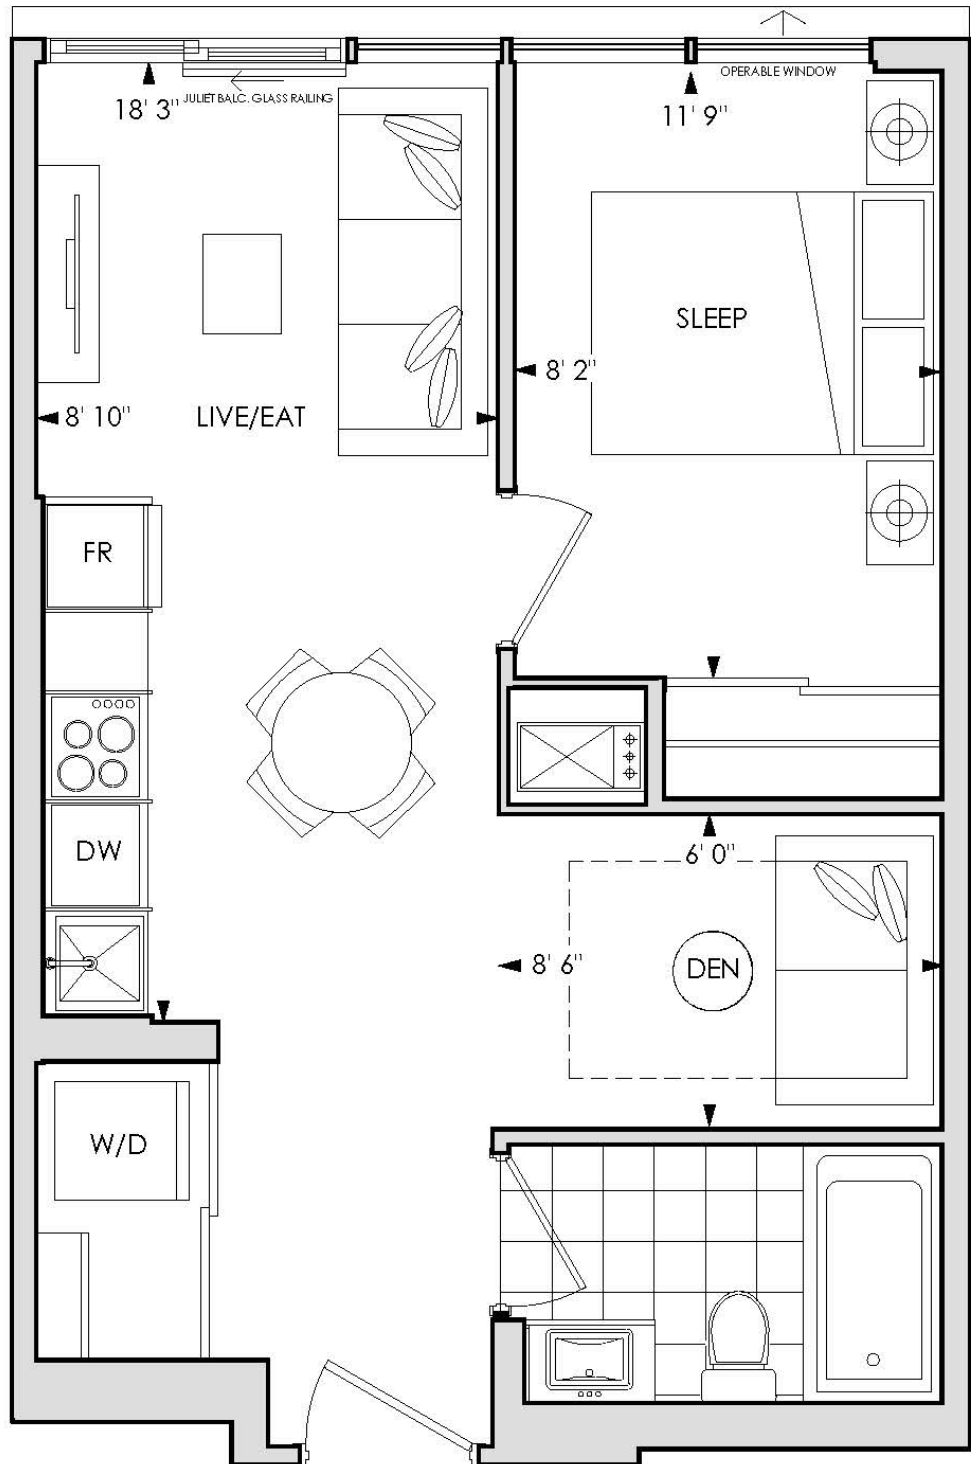 OPERABLE WINDOW
JULIET BALC. GLASS RAILING
18' 3"
11' 9"
SLEEP
8' 2"
8' 10"
LIVE/EAT
FR
DW
6' 0"
8' 6"
DEN
W/D